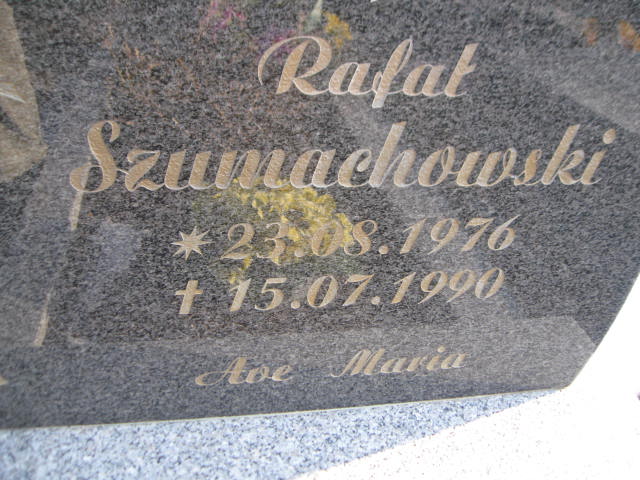 Rafał
Szumachowski
✴ 23.08.1976
✝ 15.07.1990
Ave Maria